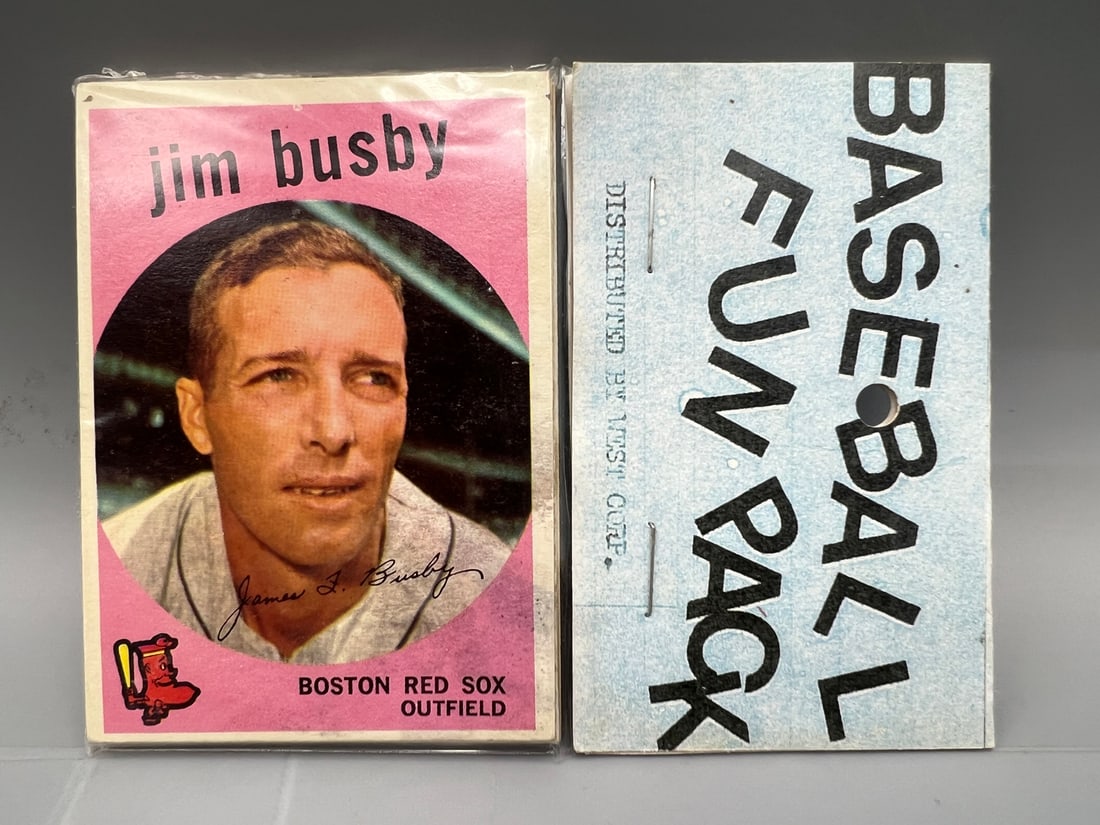 jim busby
James F. Busby
BOSTON RED SOX
OUTFIELD
BASEBALL
FUN PACK
DISTRIBUTED BY WEST CORP.